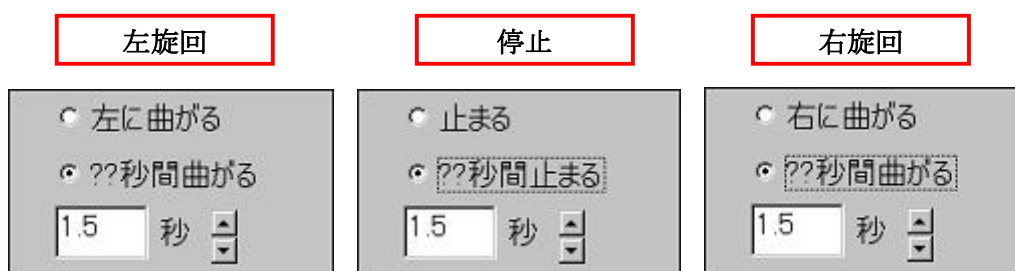 左旋回
停止
右旋回
左に曲がる
??秒間曲がる
1.5 秒
止まる
??秒間止まる
1.5 秒
右に曲がる
??秒間曲がる
1.5 秒